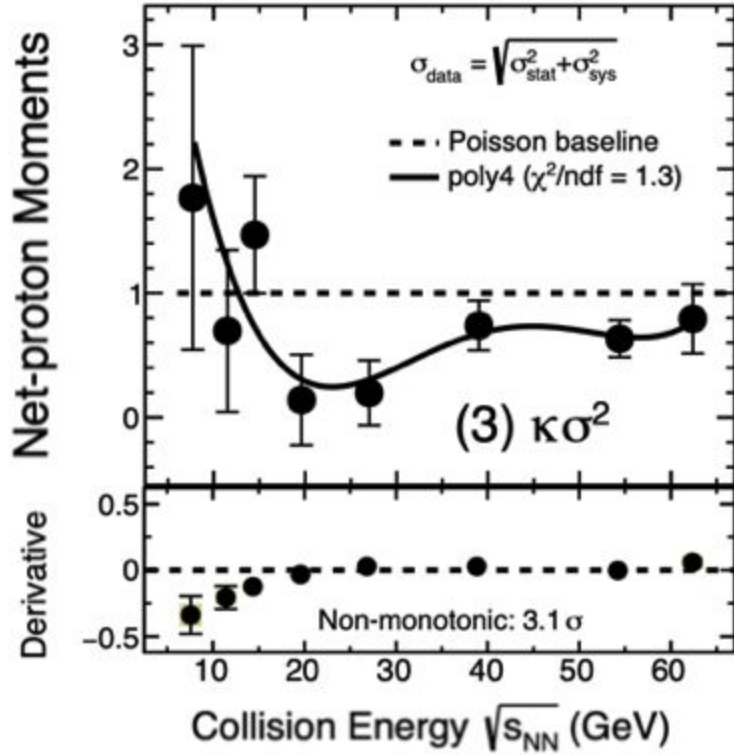 Net-proton Moments
3
2
1
0
σdata = √σ²stat+σ²sys
Poisson baseline
poly4 (χ²/ndf = 1.3)
(3) κσ²
Derivative
0.5
0
−0.5
Non-monotonic: 3.1 σ
10 20 30 40 50 60
Collision Energy √sNN (GeV)